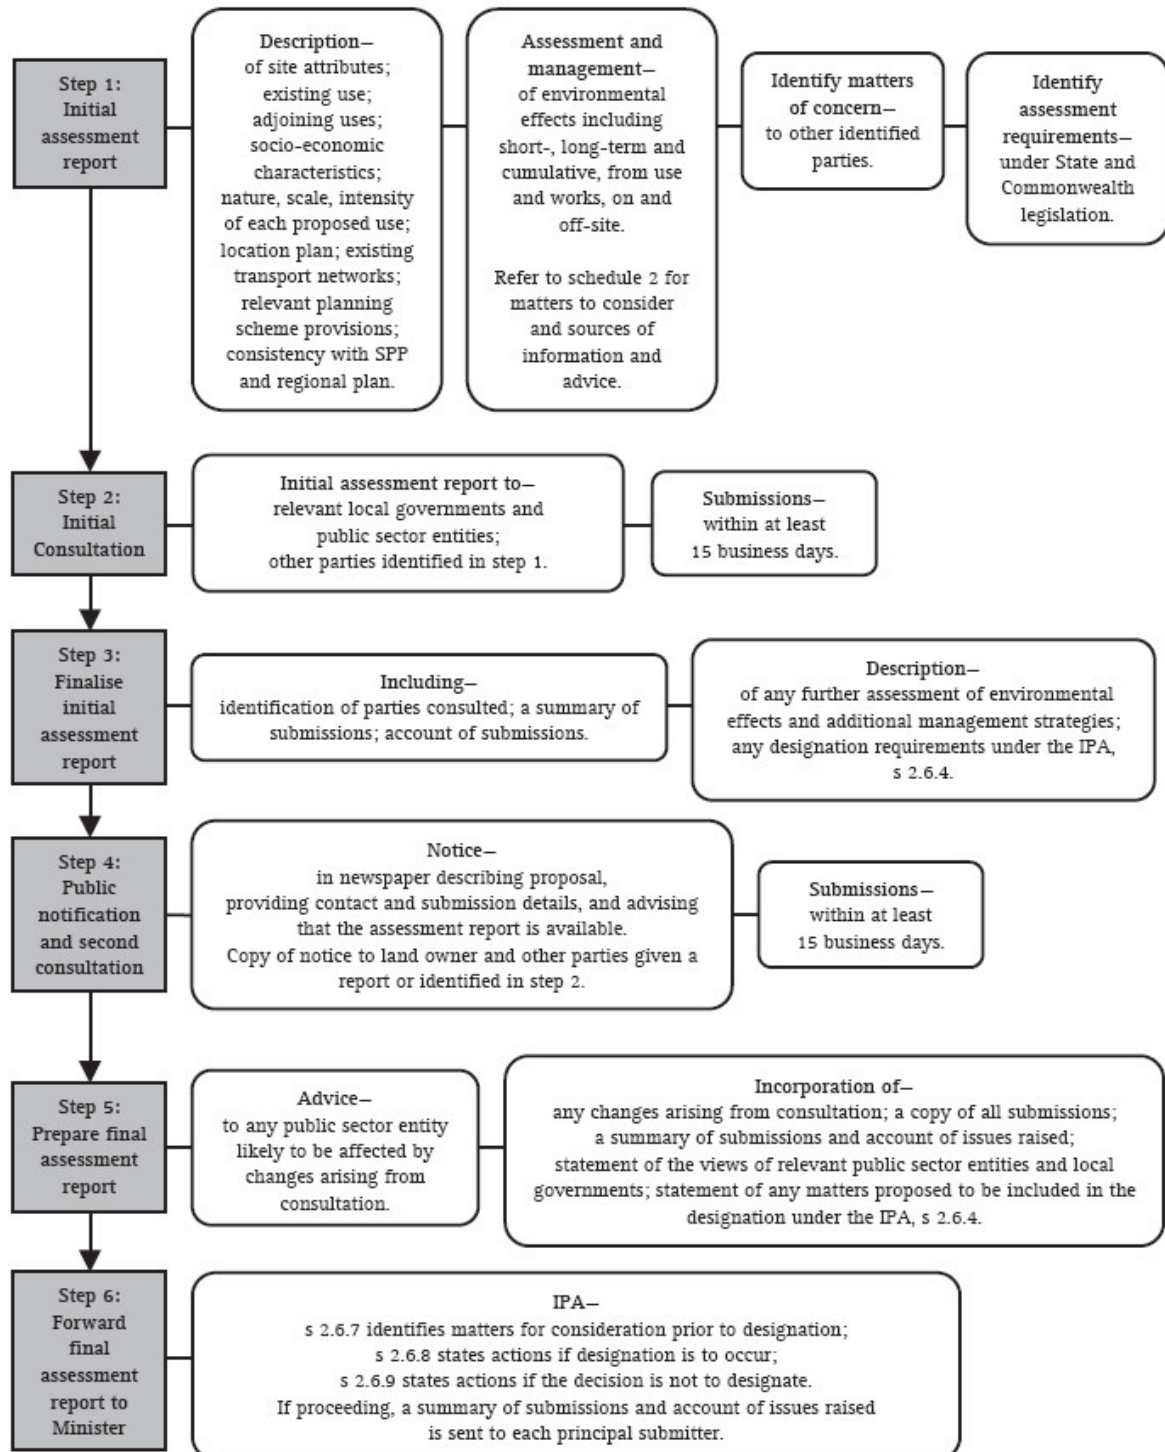 Step 1:
Initial
assessment
report
Description—
of site attributes;
existing use;
adjoining uses;
socio-economic
characteristics;
nature, scale, intensity
of each proposed use;
location plan; existing
transport networks;
relevant planning
scheme provisions;
consistency with SPP
and regional plan.
Assessment and
management—
of environmental
effects including
short-, long-term and
cumulative, from use
and works, on and
off-site.
Refer to schedule 2 for
matters to consider
and sources of
information and
advice.
Identify matters
of concern—
to other identified
parties.
Identify
assessment
requirements—
under State and
Commonwealth
legislation.
Step 2:
Initial
Consultation
Initial assessment report to—
relevant local governments and
public sector entities;
other parties identified in step 1.
Submissions—
within at least
15 business days.
Step 3:
Finalise
initial
assessment
report
Including—
identification of parties consulted; a summary of
submissions; account of submissions.
Description—
of any further assessment of environmental
effects and additional management strategies;
any designation requirements under the IPA,
s 2.6.4.
Step 4:
Public
notification
and second
consultation
Notice—
in newspaper describing proposal,
providing contact and submission details, and advising
that the assessment report is available.
Copy of notice to land owner and other parties given a
report or identified in step 2.
Submissions—
within at least
15 business days.
Step 5:
Prepare final
assessment
report
Advice—
to any public sector entity
likely to be affected by
changes arising from
consultation.
Incorporation of—
any changes arising from consultation; a copy of all submissions;
a summary of submissions and account of issues raised;
statement of the views of relevant public sector entities and local
governments; statement of any matters proposed to be included in the
designation under the IPA, s 2.6.4.
Step 6:
Forward
final
assessment
report to
Minister
IPA—
s 2.6.7 identifies matters for consideration prior to designation;
s 2.6.8 states actions if designation is to occur;
s 2.6.9 states actions if the decision is not to designate.
If proceeding, a summary of submissions and account of issues raised
is sent to each principal submitter.